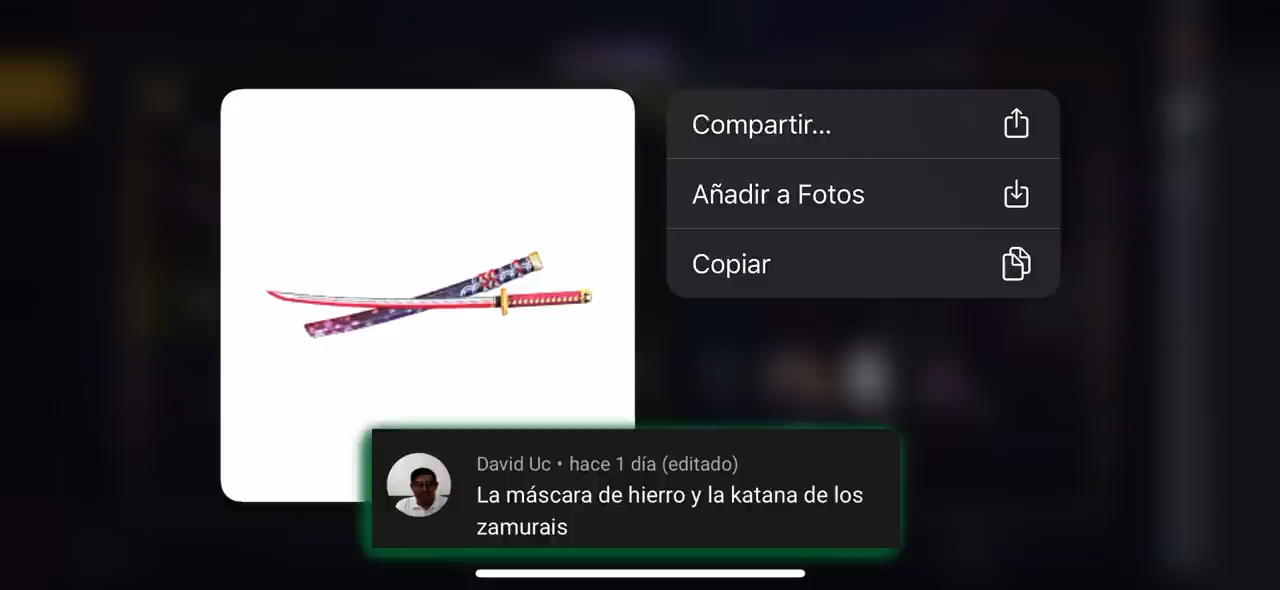 Compartir...
Añadir a Fotos
Copiar
David Uc • hace 1 día (editado)
La máscara de hierro y la katana de los
zamurais